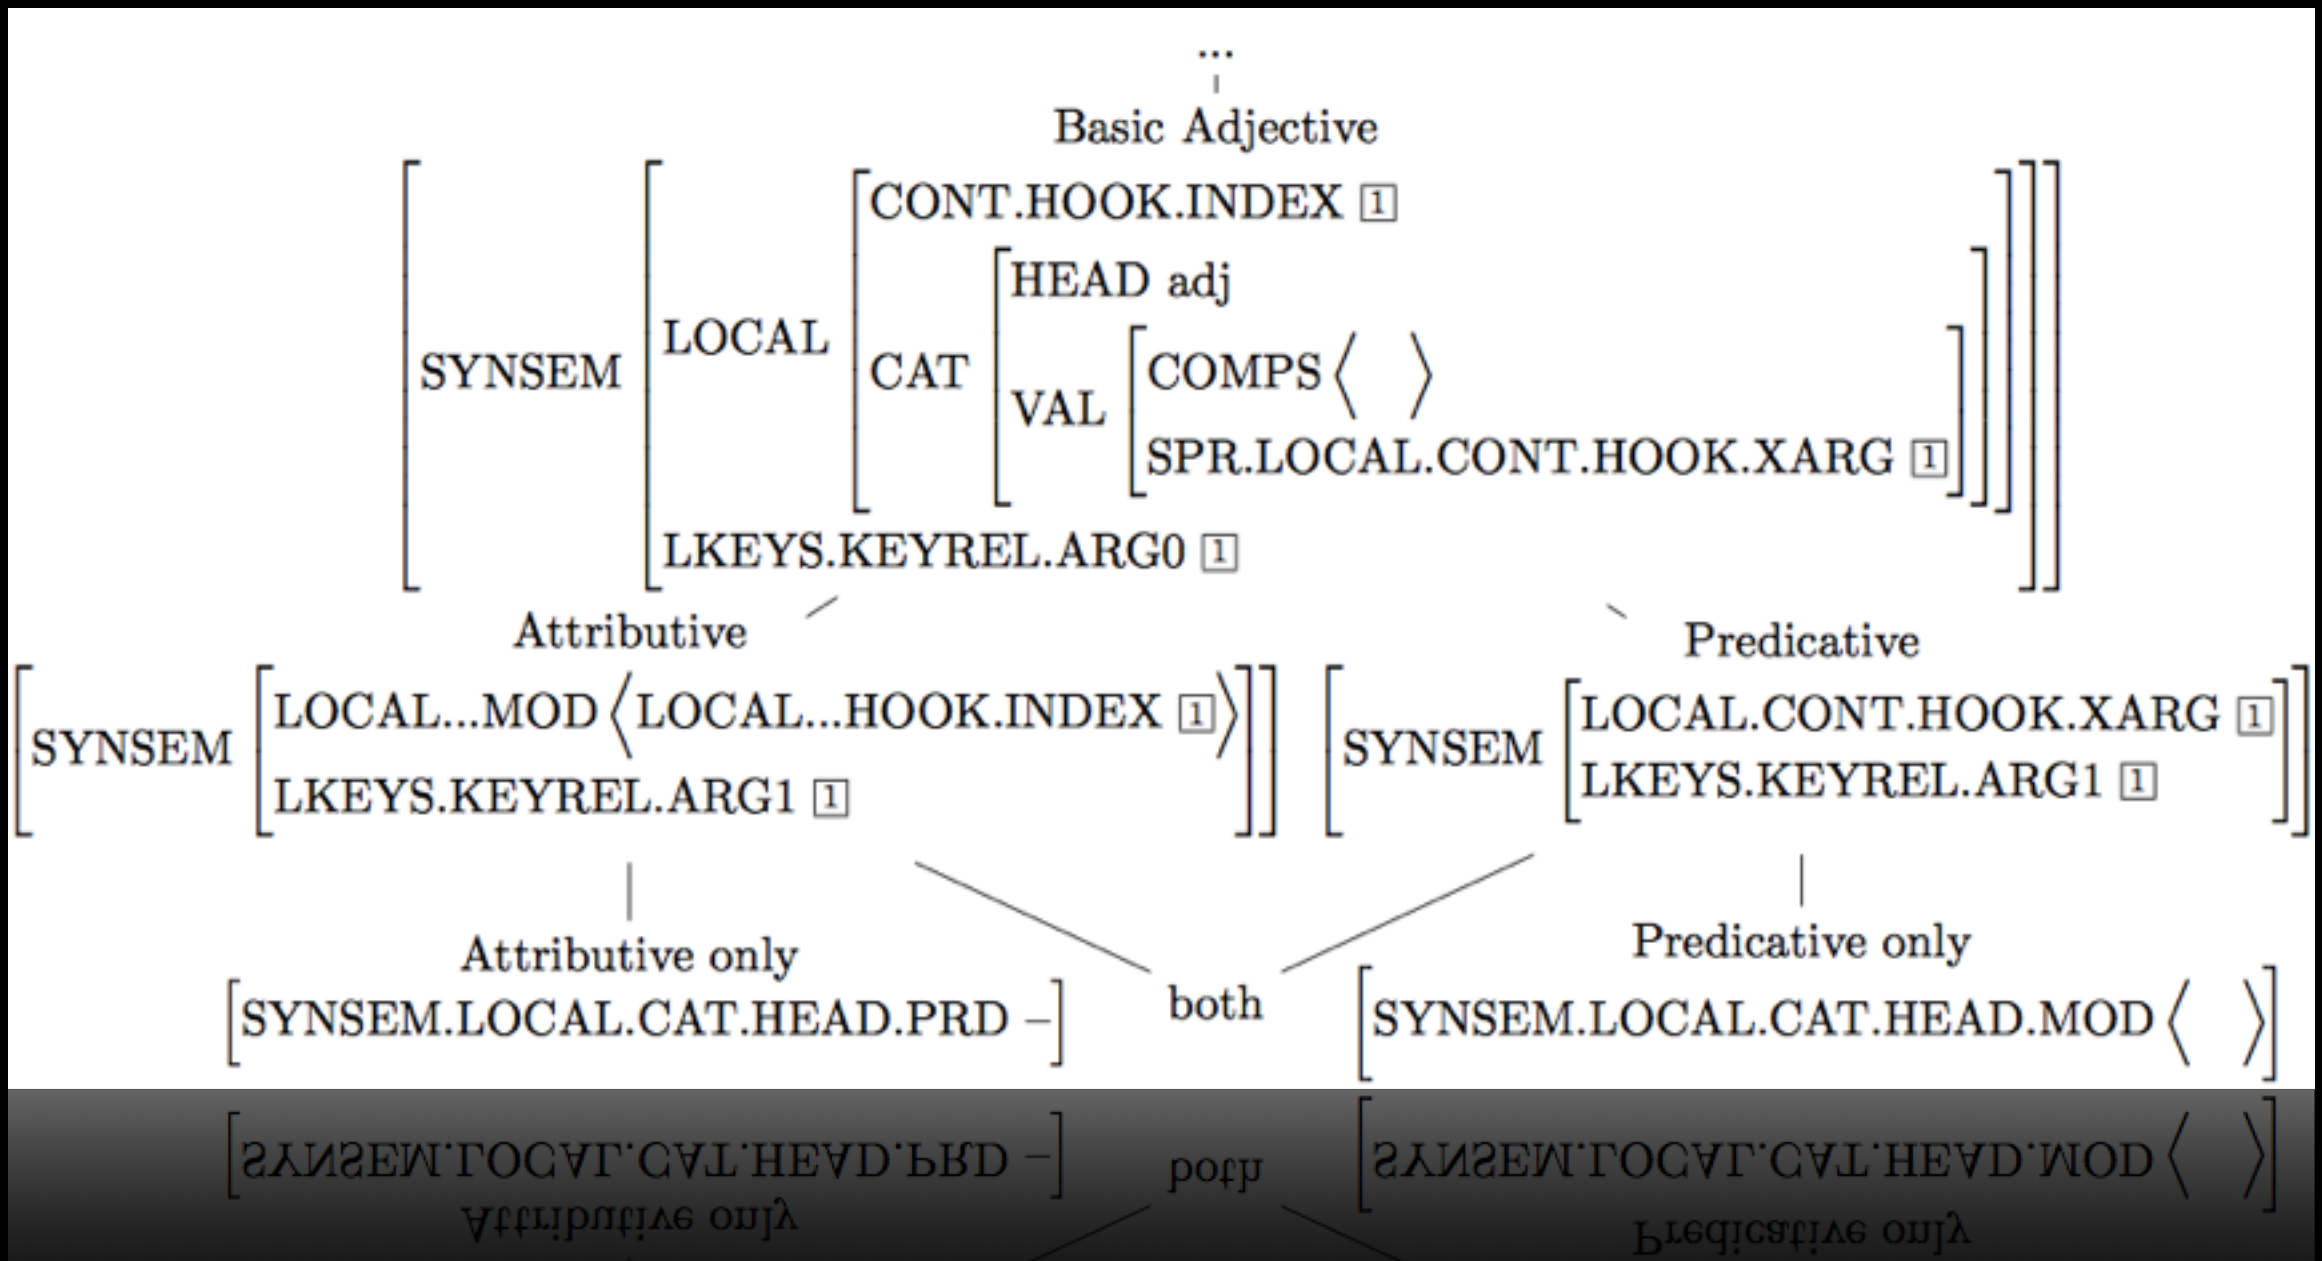 ...
Basic Adjective
CONT.HOOK.INDEX 1
HEAD adj
LOCAL
SYNSEM
CAT
COMPS〈 〉
VAL
SPR.LOCAL.CONT.HOOK.XARG 1
LKEYS.KEYREL.ARG0 1
Attributive
Predicative
LOCAL...MOD〈LOCAL...HOOK.INDEX 1〉
SYNSEM
LKEYS.KEYREL.ARG1 1
LOCAL.CONT.HOOK.XARG 1
SYNSEM
LKEYS.KEYREL.ARG1 1
Attributive only
Predicative only
[SYNSEM.LOCAL.CAT.HEAD.PRD –]
both
[SYNSEM.LOCAL.CAT.HEAD.MOD〈 〉]